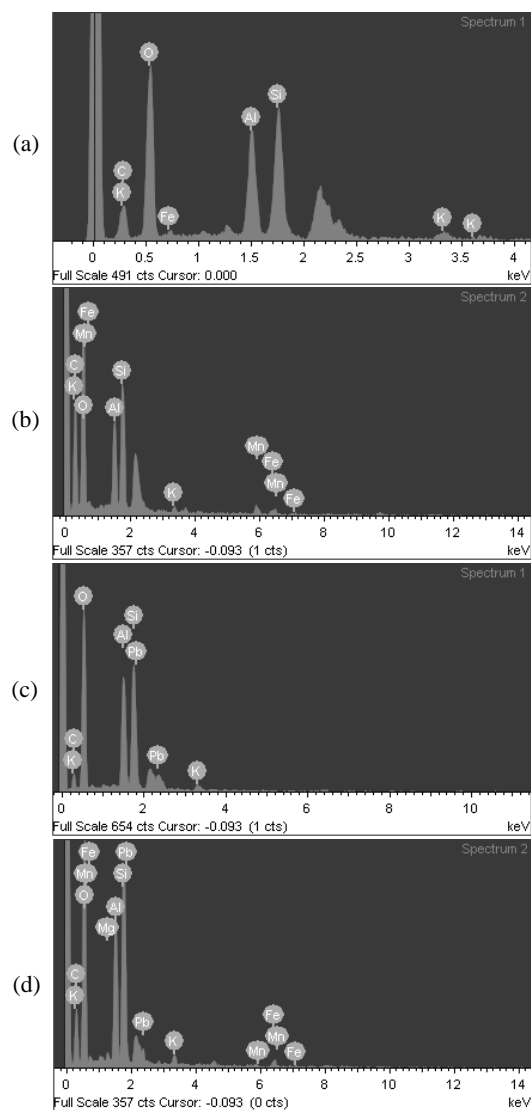 (a)
Spectrum 1
O
Si
Al
C
K
Fe
K
K
0 0.5 1 1.5 2 2.5 3 3.5 4
Full Scale 491 cts Cursor: 0.000 keV
(b)
Spectrum 2
Fe
Mn
C
Si
K
O
Al
Mn
Fe
Mn
K
Fe
0 2 4 6 8 10 12 14
Full Scale 357 cts Cursor: -0.093 (1 cts) keV
(c)
Spectrum 1
O
Si
Al
Pb
C
Pb
K
K
0 2 4 6 8 10
Full Scale 654 cts Cursor: -0.093 (1 cts) keV
(d)
Spectrum 2
Fe
Pb
Mn
Si
O
Al
Mg
C
K
Pb
Fe
Mn
K
Mn
Fe
0 2 4 6 8 10 12 14
Full Scale 357 cts Cursor: -0.093 (0 cts) keV